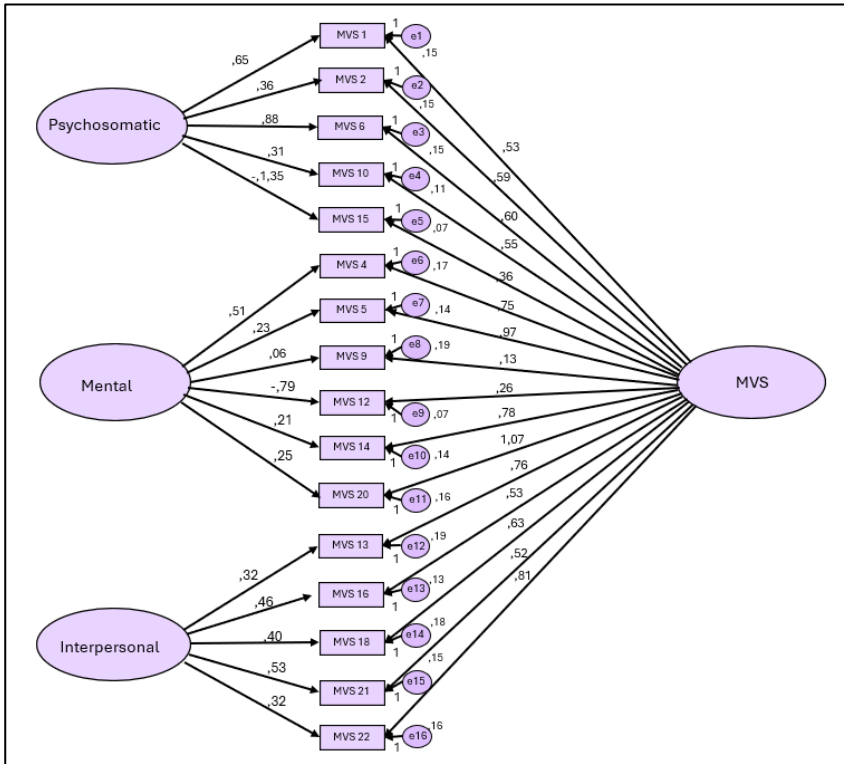 MVS 1
1
e1
,15
,65
MVS 2
1
e2
,15
,36
Psychosomatic
,88
MVS 6
1
e3
,15
,53
,31
MVS 10
1
e4
,11
,59
-,1,35
MVS 15
1
e5
,07
,60
,55
MVS 4
1
e6
,17
,36
,51
MVS 5
1
e7
,14
,75
,23
,97
,06
MVS 9
1
e8
,19
,13
Mental
MVS
-,79
MVS 12
1
e9
,07
,26
,21
MVS 14
1
e10
,14
,78
,25
1,07
MVS 20
1
e11
,16
,76
,32
MVS 13
1
e12
,19
,53
,46
MVS 16
1
e13
,13
,63
Interpersonal
,40
MVS 18
1
e14
,18
,52
,53
MVS 21
1
e15
,15
,81
,32
MVS 22
1
e16
,16